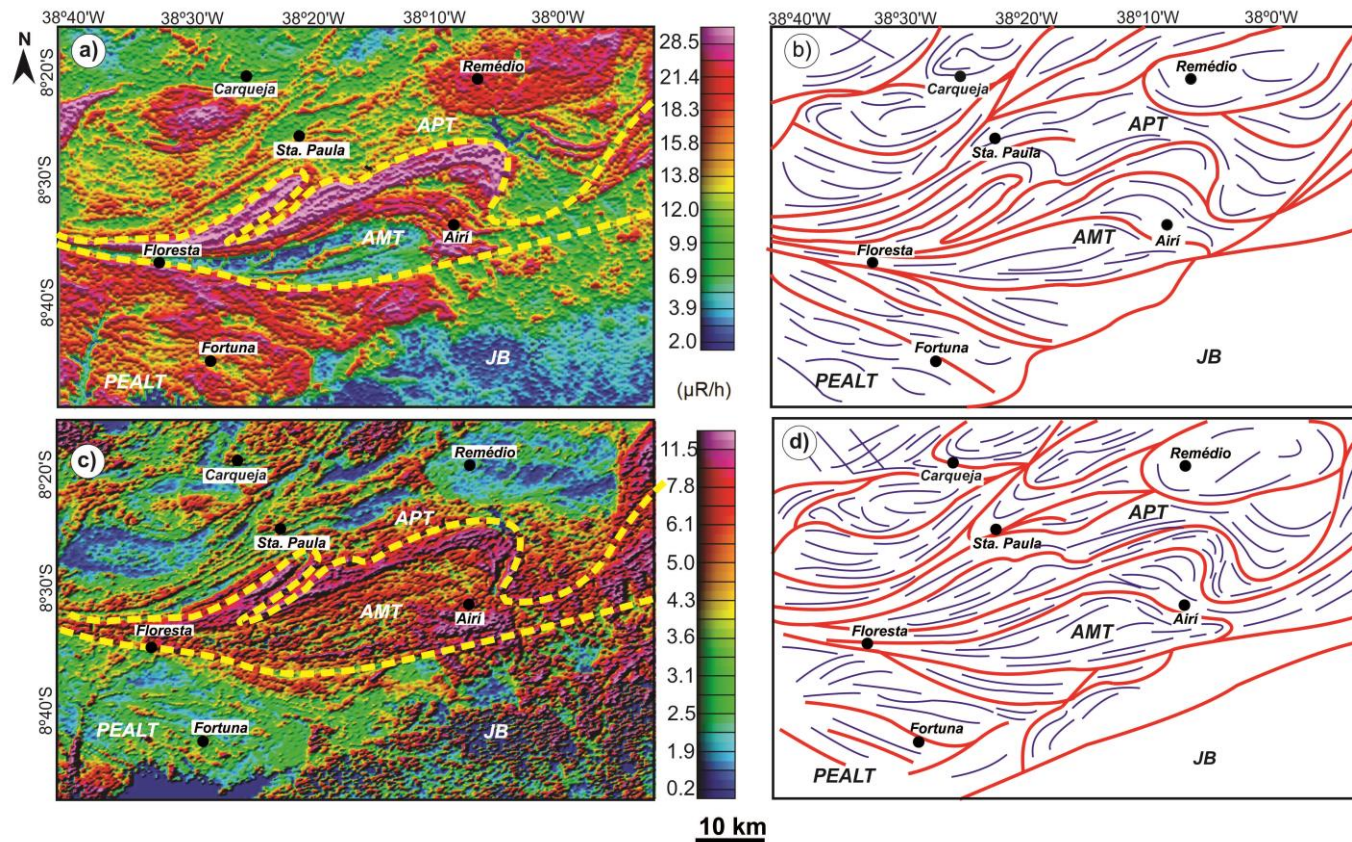 38°40'W 38°30'W 38°20'W 38°10'W 38°00'W
38°40'W 38°30'W 38°20'W 38°10'W 38°00'W
N
8°20'S
8°30'S
8°40'S
a)
Carqueja
Remédio
APT
Sta. Paula
AMT
Airí
Floresta
Fortuna
PEALT
JB
28.5
21.4
18.3
15.8
13.8
12.0
9.9
6.9
3.9
2.0
(μR/h)
b)
Carqueja
Remédio
APT
Sta. Paula
AMT
Airí
Floresta
Fortuna
PEALT
JB
8°20'S
8°30'S
8°40'S
c)
Carqueja
Remédio
APT
Sta. Paula
AMT
Airí
Floresta
Fortuna
PEALT
JB
11.5
7.8
6.1
5.0
4.3
3.6
3.1
2.5
1.9
0.2
10 km
d)
Carqueja
Remédio
APT
Sta. Paula
AMT
Airí
Floresta
Fortuna
PEALT
JB